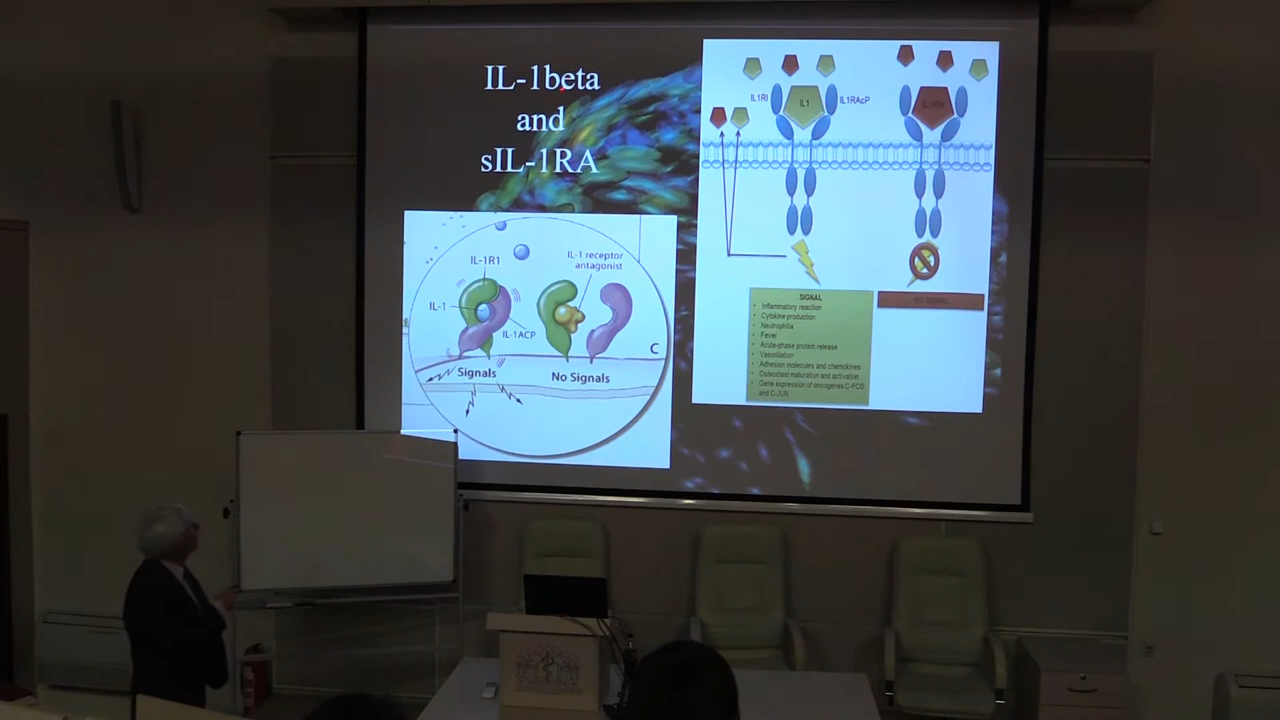 IL-1beta
and
sIL-1RA
IL1RI
IL1
IL1RAcP
SIGNAL
• Inflammatory reaction
• Cytokine production
• Neutrophilia
• Fever
• Acute-phase protein release
• Vasodilation
• Adhesion molecules and chemokines
• Osteoclast maturation and activation
• Gene expression of oncogenes C-FOS
and C-JUN
NO SIGNAL
IL-1R1
IL-1 receptor
antagonist
IL-1
IL-1ACP
C
Signals
No Signals